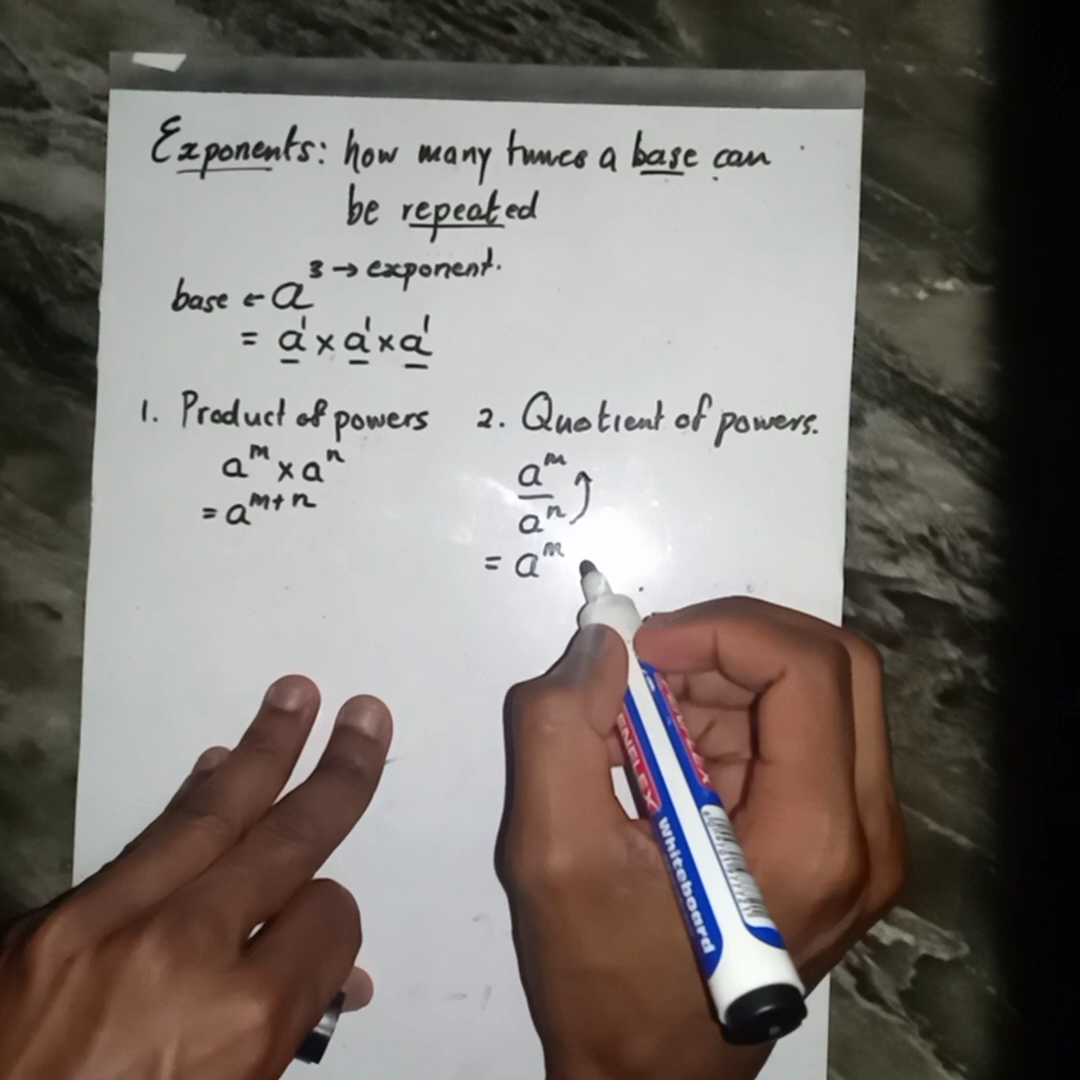 Exponents: how many times a base can
be repeated
3 → exponent.
base ← a
= a¹ × a¹ × a¹
1. Product of powers
aᵐ × aⁿ
= aᵐ⁺ⁿ
2. Quotient of powers.
aᵐ
aⁿ
= aᵐ
Whiteboard